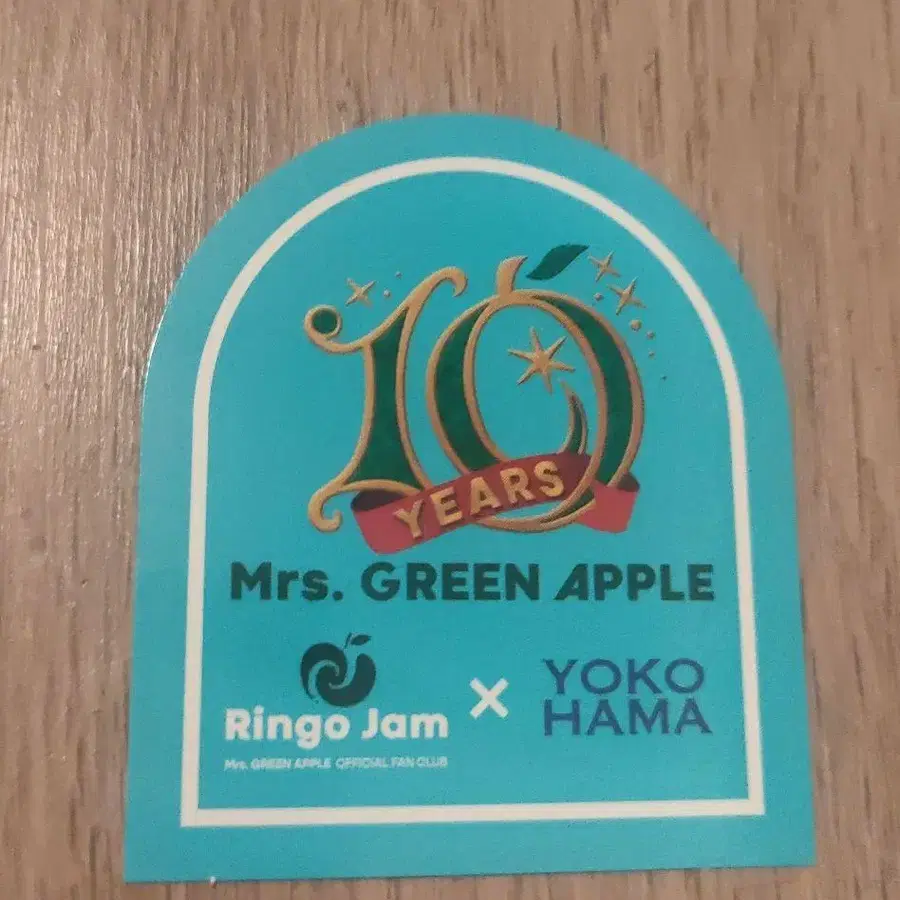 10
YEARS
Mrs. GREEN APPLE
Ringo Jam
Mrs. GREEN APPLE OFFICIAL FAN CLUB
×
YOKO
HAMA